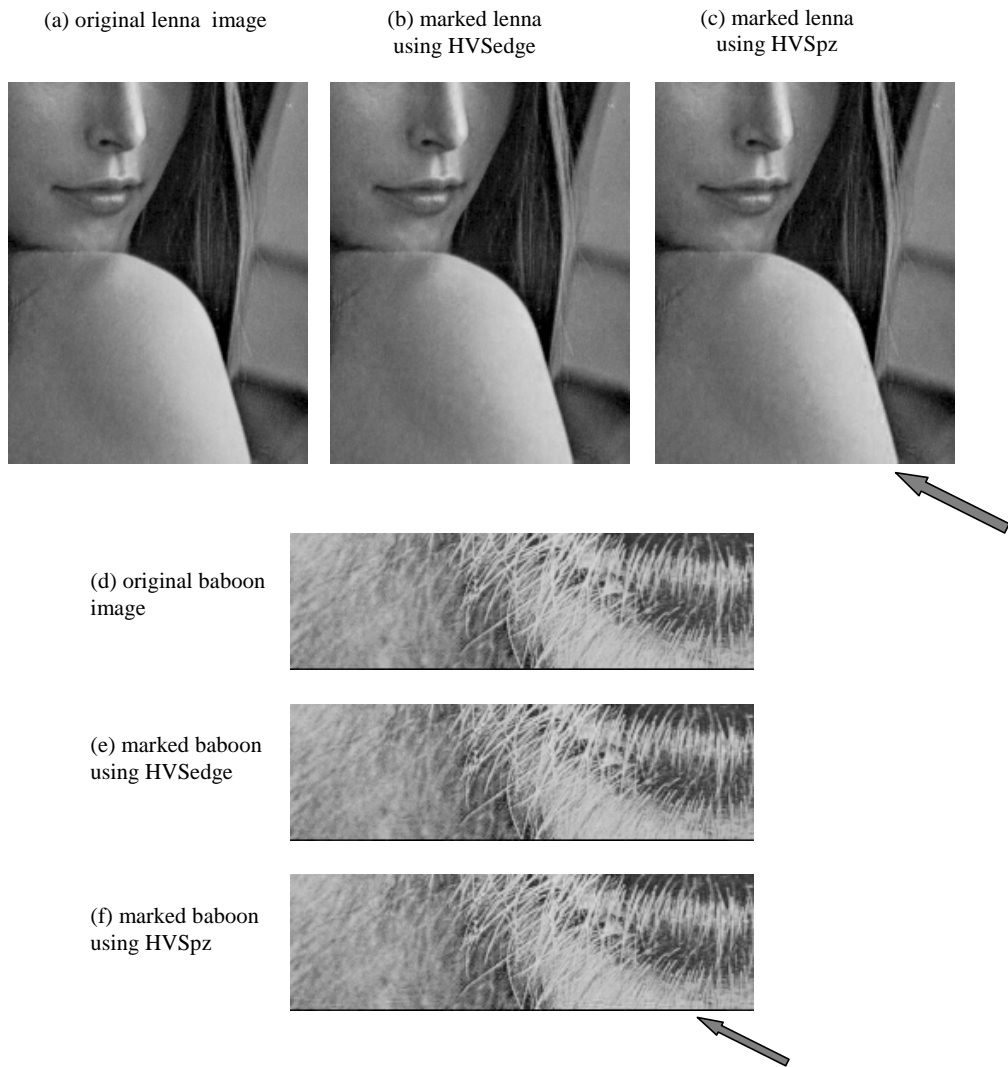 (a) original lenna image
(b) marked lenna
using HVSedge
(c) marked lenna
using HVSpz
(d) original baboon
image
(e) marked baboon
using HVSedge
(f) marked baboon
using HVSpz